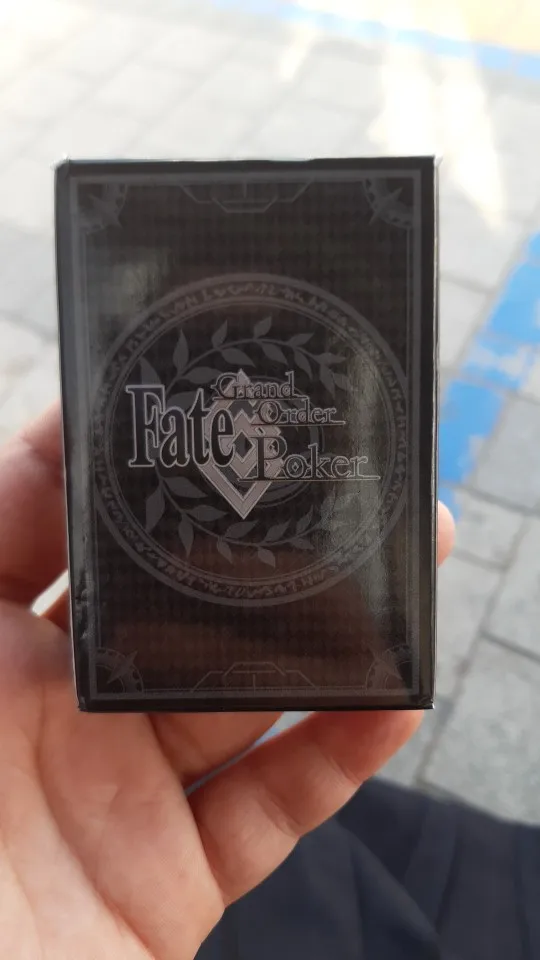 Grand
Order
Fate
Poker